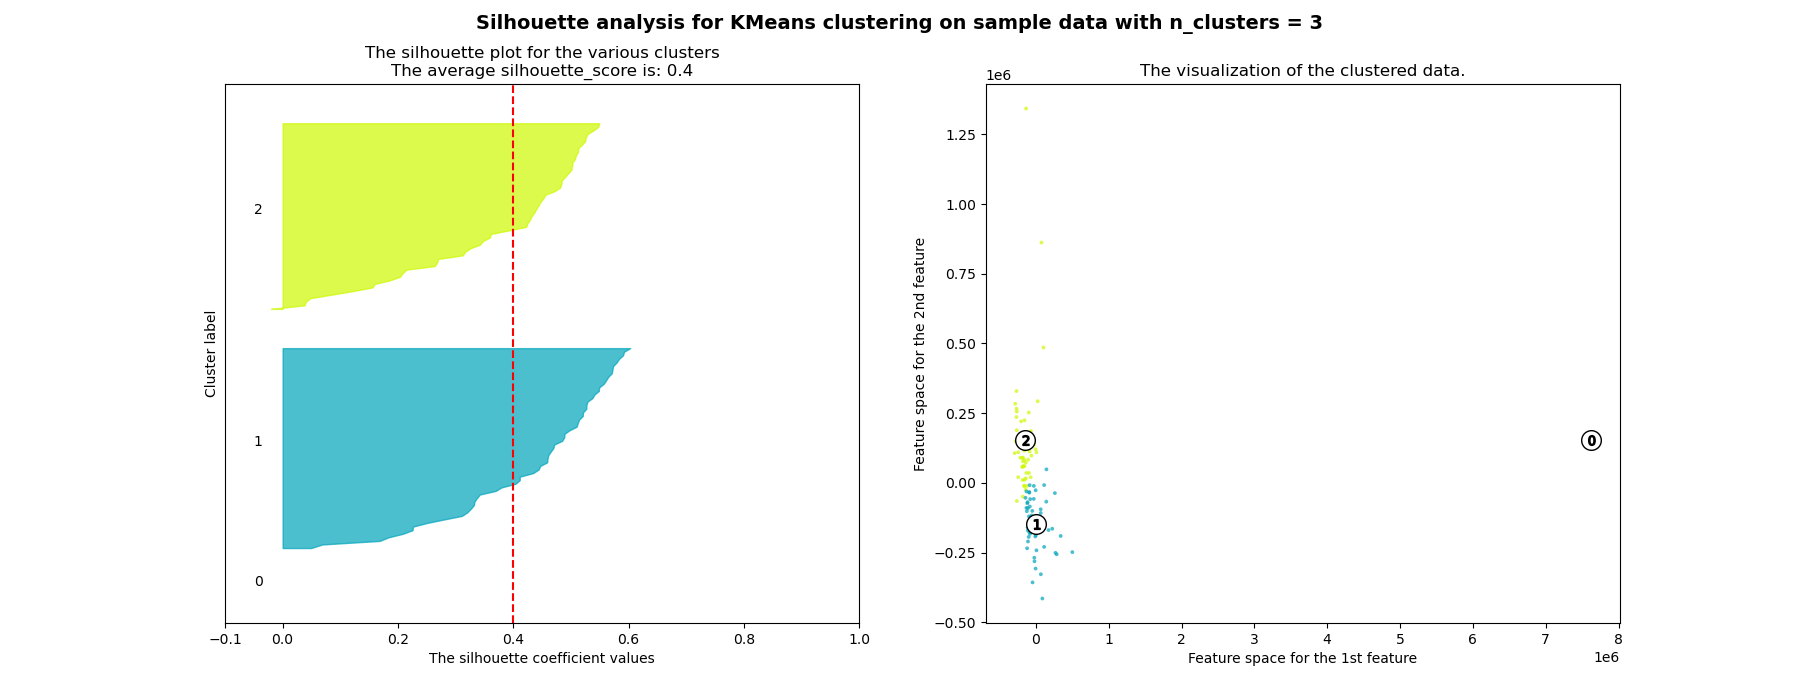 Silhouette analysis for KMeans clustering on sample data with n_clusters = 3
The silhouette plot for the various clusters
The average silhouette_score is: 0.4
Cluster label
2
1
0
−0.1 0.0 0.2 0.4 0.6 0.8 1.0
The silhouette coefficient values
The visualization of the clustered data.
1e6
Feature space for the 2nd feature
1.25
1.00
0.75
0.50
0.25
0.00
−0.25
−0.50
2
0
1
0 1 2 3 4 5 6 7 8
1e6
Feature space for the 1st feature